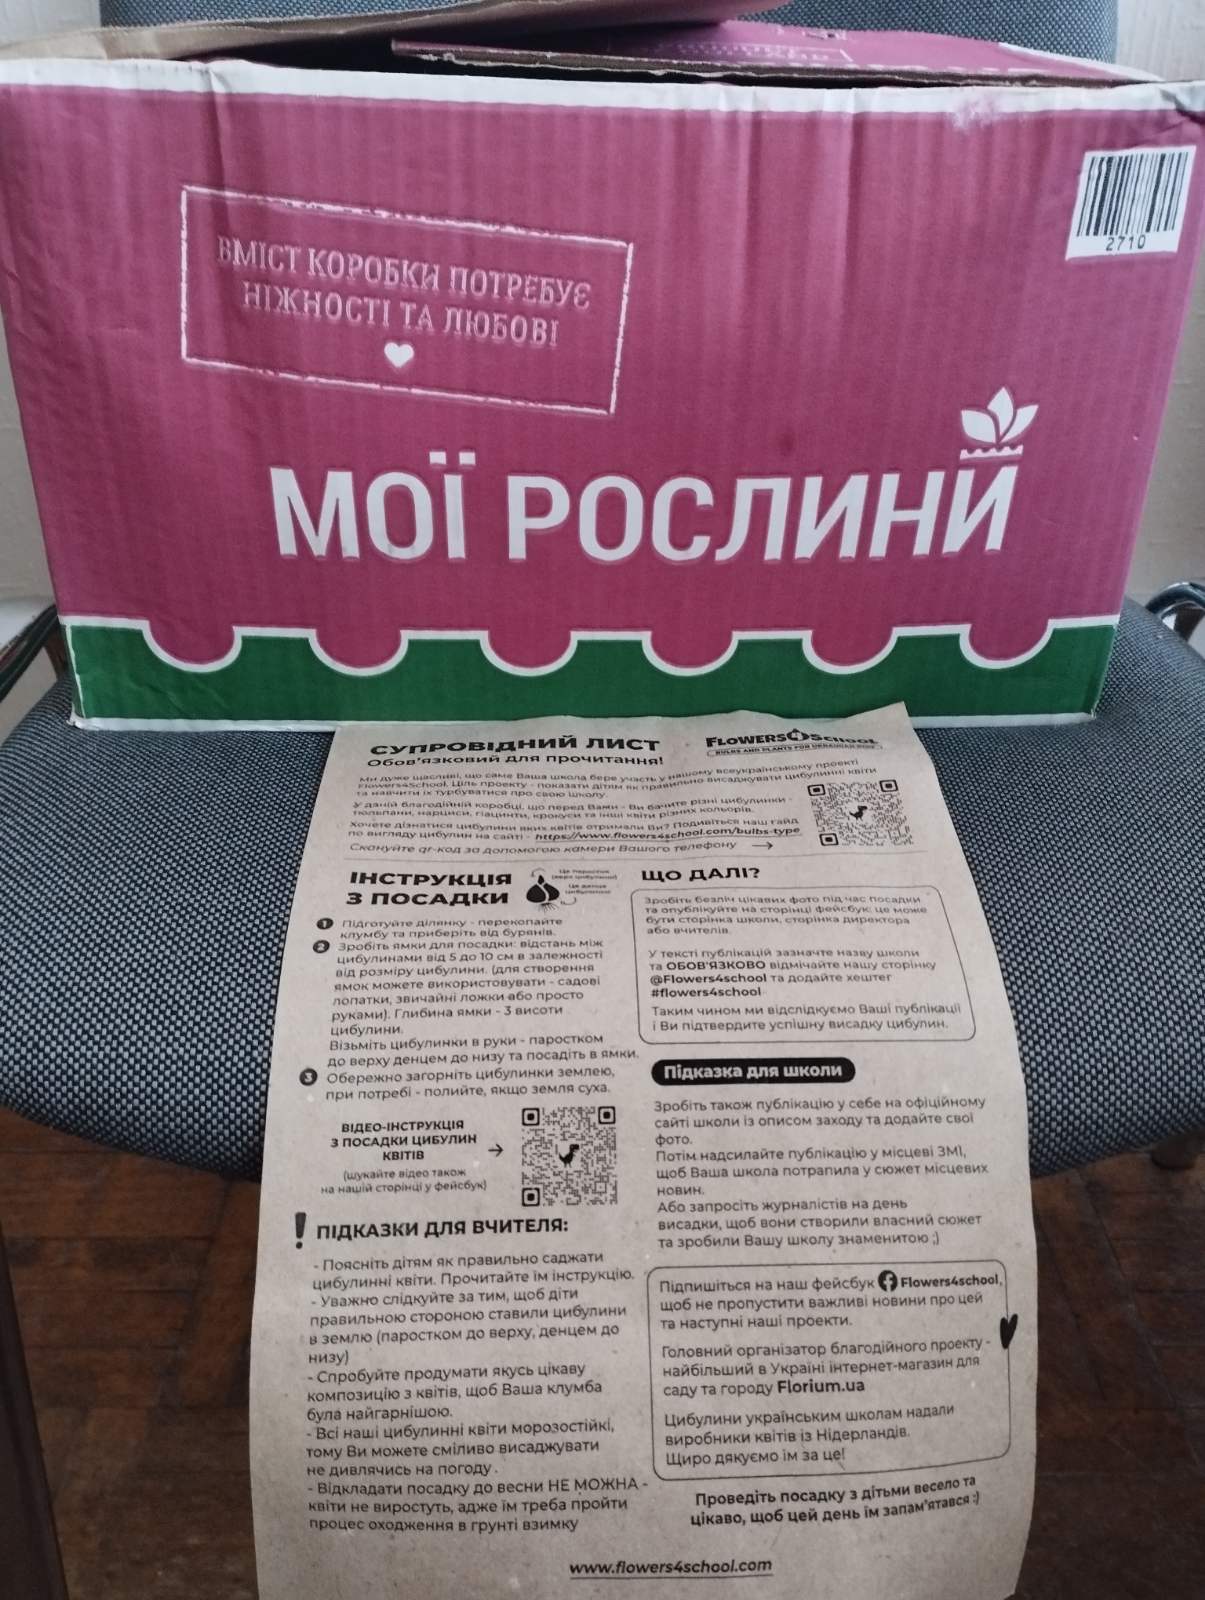 ВМІСТ КОРОБКИ ПОТРЕБУЄ
НІЖНОСТІ ТА ЛЮБОВІ
2710
МОЇ РОСЛИНИ
СУПРОВІДНИЙ ЛИСТ
Обов'язковий для прочитання!
FLOWERS4SCHOOL
BULBS AND PLANTS FOR UKRAINIAN KIDS
Ми дуже щасливі, що саме Ваша школа бере участь у нашому всеукраїнському проекті
Flowers4School. Ціль проекту - показати дітям як правильно висаджувати цибулинні квіти
та навчити їх турбуватися про свою школу.
У даній благодійній коробці, що перед Вами - Ви бачите різні цибулинки -
тюльпани, нарциси, гіацинти, крокуси та інші квіти різних кольорів.
Хочете дізнатися цибулини яких квітів отримали Ви? Подивіться наш гайд
по вигляду цибулин на сайті - https://www.flowers4school.com/bulbs-type
Скануйте qr-код за допомогою камери Вашого телефону
ІНСТРУКЦІЯ
З ПОСАДКИ
Це паросток
(верх цибулини)
Це денце
цибулини
1 Підготуйте ділянку - перекопайте
клумбу та приберіть від бурянів.
2 Зробіть ямки для посадки: відстань між
цибулинами від 5 до 10 см в залежності
від розміру цибулини. (для створення
ямок можете використовувати - садові
лопатки, звичайні ложки або просто
руками). Глибина ямки - 3 висоти
цибулини.
Візьміть цибулинки в руки - паростком
до верху денцем до низу та посадіть в ямки.
3 Обережно загорніть цибулинки землею,
при потребі - полийте, якщо земля суха.
ВІДЕО-ІНСТРУКЦІЯ
З ПОСАДКИ ЦИБУЛИН
КВІТІВ
(шукайте відео також
на нашій сторінці у фейсбук)
! ПІДКАЗКИ ДЛЯ ВЧИТЕЛЯ:
- Поясніть дітям як правильно саджати
цибулинні квіти. Прочитайте їм інструкцію.
- Уважно слідкуйте за тим, щоб діти
правильною стороною ставили цибулини
в землю (паростком до верху, денцем до
низу)
- Спробуйте продумати якусь цікаву
композицію з квітів, щоб Ваша клумба
була найгарнішою.
- Всі наші цибулинні квіти морозостійкі,
тому Ви можете сміливо висаджувати
не дивлячись на погоду.
- Відкладати посадку до весни НЕ МОЖНА -
квіти не виростуть, адже їм треба пройти
процес оходження в грунті взимку
ЩО ДАЛІ?
Зробіть безліч цікавих фото під час посадки
та опублікуйте на сторінці фейсбук: це може
бути сторінка школи, сторінка директора
або вчителів.
У тексті публікацій зазначте назву школи
та ОБОВ'ЯЗКОВО відмічайте нашу сторінку
@Flowers4school та додайте хештег
#flowers4school
Таким чином ми відслідкуємо Ваші публікації
і Ви підтвердите успішну висадку цибулин.
Підказка для школи
Зробіть також публікацію у себе на офіційному
сайті школи із описом заходу та додайте свої
фото.
Потім надсилайте публікацію у місцеві ЗМІ,
щоб Ваша школа потрапила у сюжет місцевих
новин.
Або запросіть журналістів на день
висадки, щоб вони створили власний сюжет
та зробили Вашу школу знаменитою ;)
Підпишіться на наш фейсбук Flowers4school,
щоб не пропустити важливі новини про цей
та наступні наші проекти.
Головний організатор благодійного проекту -
найбільший в Україні інтернет-магазин для
саду та городу Florium.ua
Цибулини українським школам надали
виробники квітів із Нідерландів.
Щиро дякуємо їм за це!
Проведіть посадку з дітьми весело та
цікаво, щоб цей день їм запам'ятався :)
www.flowers4school.com